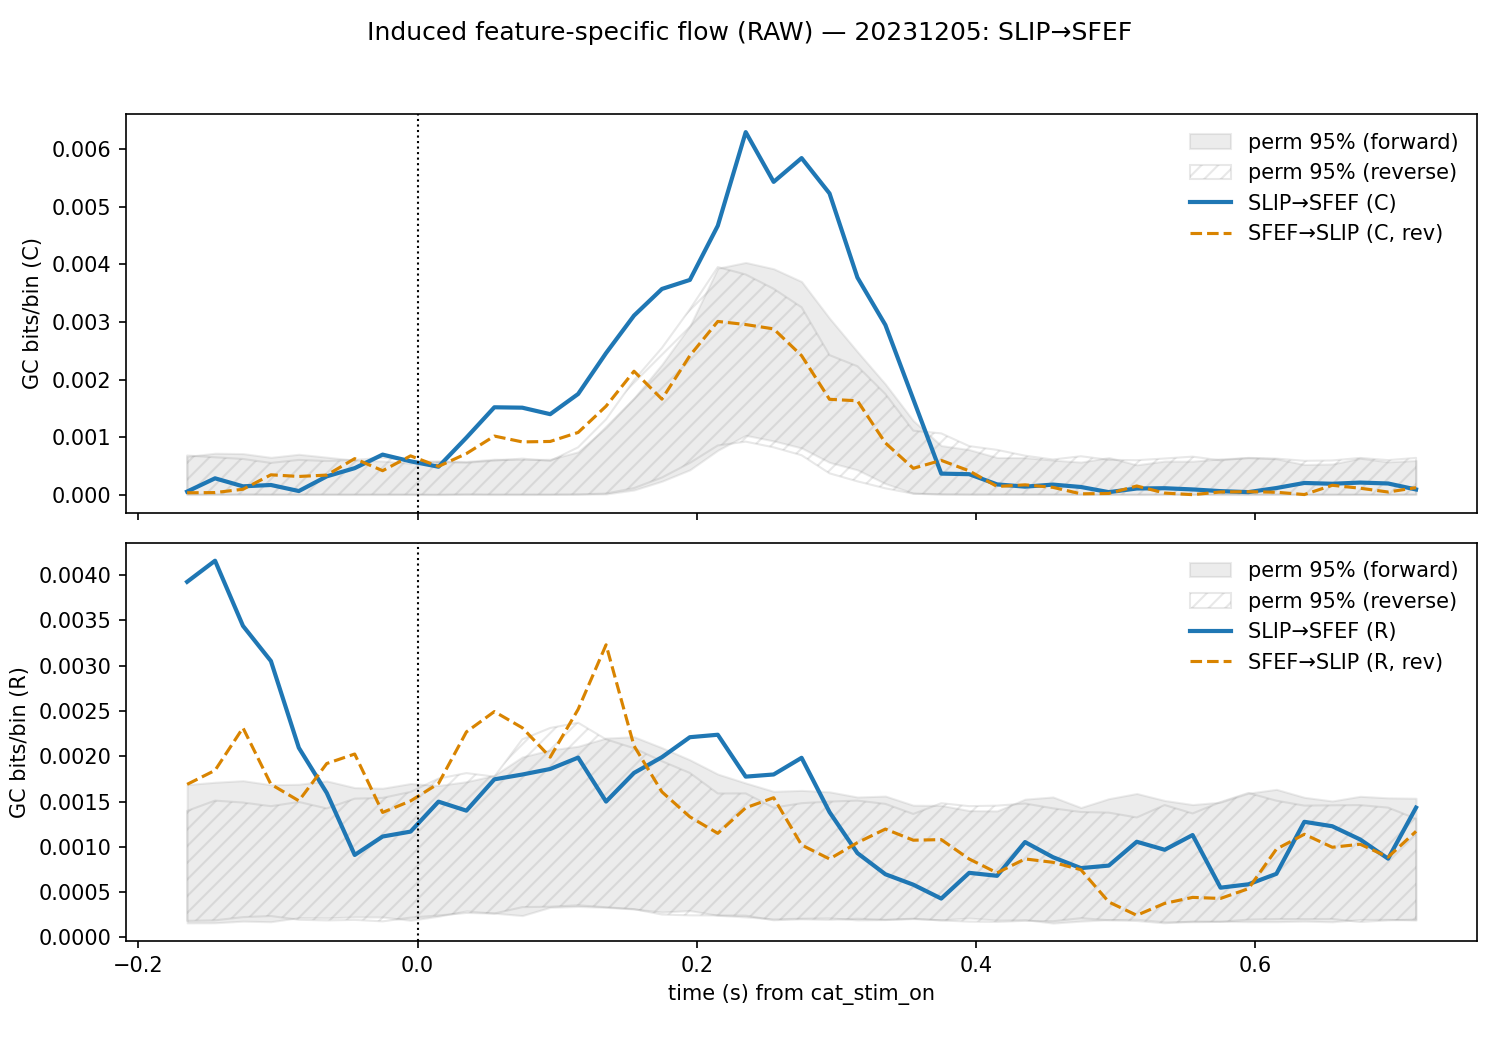 Induced feature-specific flow (RAW) — 20231205: SLIP→SFEF
GC bits/bin (C)
0.006
0.005
0.004
0.003
0.002
0.001
0.000
perm 95% (forward)
perm 95% (reverse)
SLIP→SFEF (C)
SFEF→SLIP (C, rev)
GC bits/bin (R)
0.0040
0.0035
0.0030
0.0025
0.0020
0.0015
0.0010
0.0005
0.0000
perm 95% (forward)
perm 95% (reverse)
SLIP→SFEF (R)
SFEF→SLIP (R, rev)
−0.2 0.0 0.2 0.4 0.6
time (s) from cat_stim_on